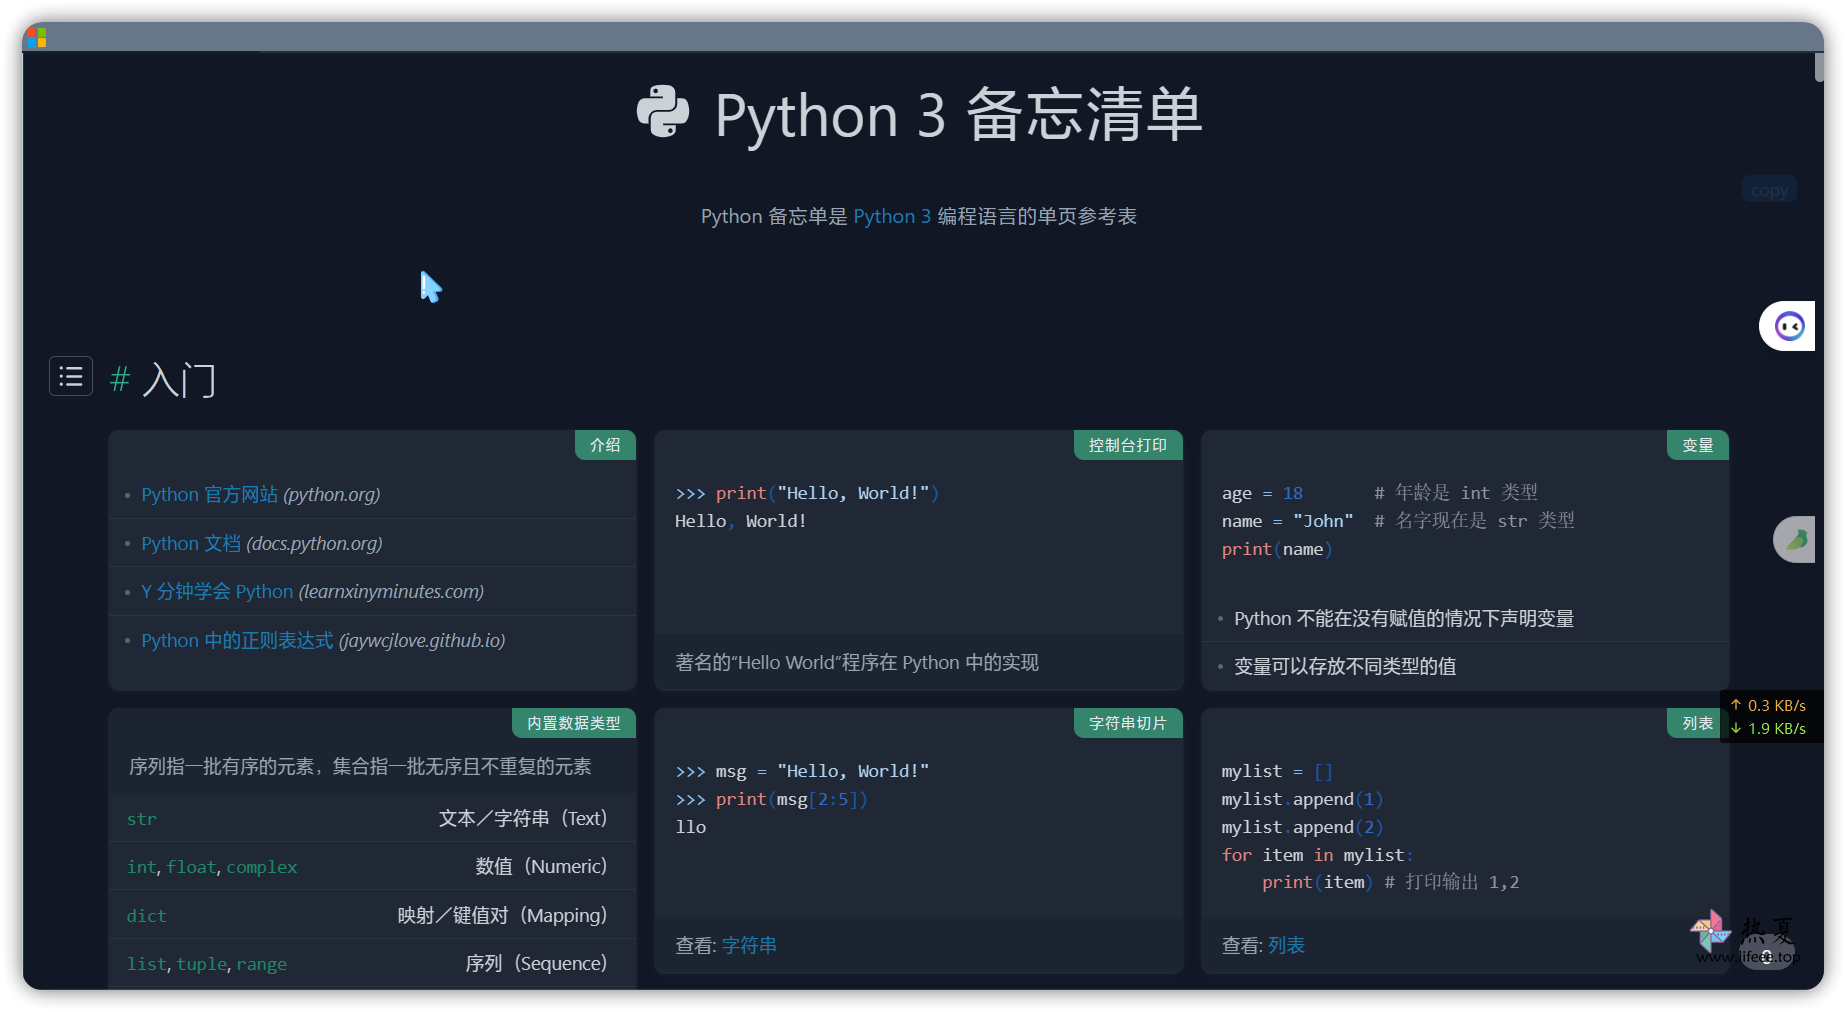 Python 3 备忘清单
copy
Python 备忘单是 Python 3 编程语言的单页参考表
# 入门
介绍
• Python 官方网站 (python.org)
• Python 文档 (docs.python.org)
• Y 分钟学会 Python (learnxinyminutes.com)
• Python 中的正则表达式 (jaywcjlove.github.io)
控制台打印
>>> print("Hello, World!")
Hello, World!
著名的“Hello World”程序在 Python 中的实现
变量
age = 18       # 年龄是 int 类型
name = "John"  # 名字现在是 str 类型
print(name)
• Python 不能在没有赋值的情况下声明变量
• 变量可以存放不同类型的值
↑ 0.3 KB/s
↓ 1.9 KB/s
内置数据类型
序列指一批有序的元素，集合指一批无序且不重复的元素
str 文本／字符串（Text）
int, float, complex 数值（Numeric）
dict 映射／键值对（Mapping）
list, tuple, range 序列（Sequence）
字符串切片
>>> msg = "Hello, World!"
>>> print(msg[2:5])
llo
查看: 字符串
列表
mylist = []
mylist.append(1)
mylist.append(2)
for item in mylist:
    print(item) # 打印输出 1,2
查看: 列表
热夏
www.lifeee.top